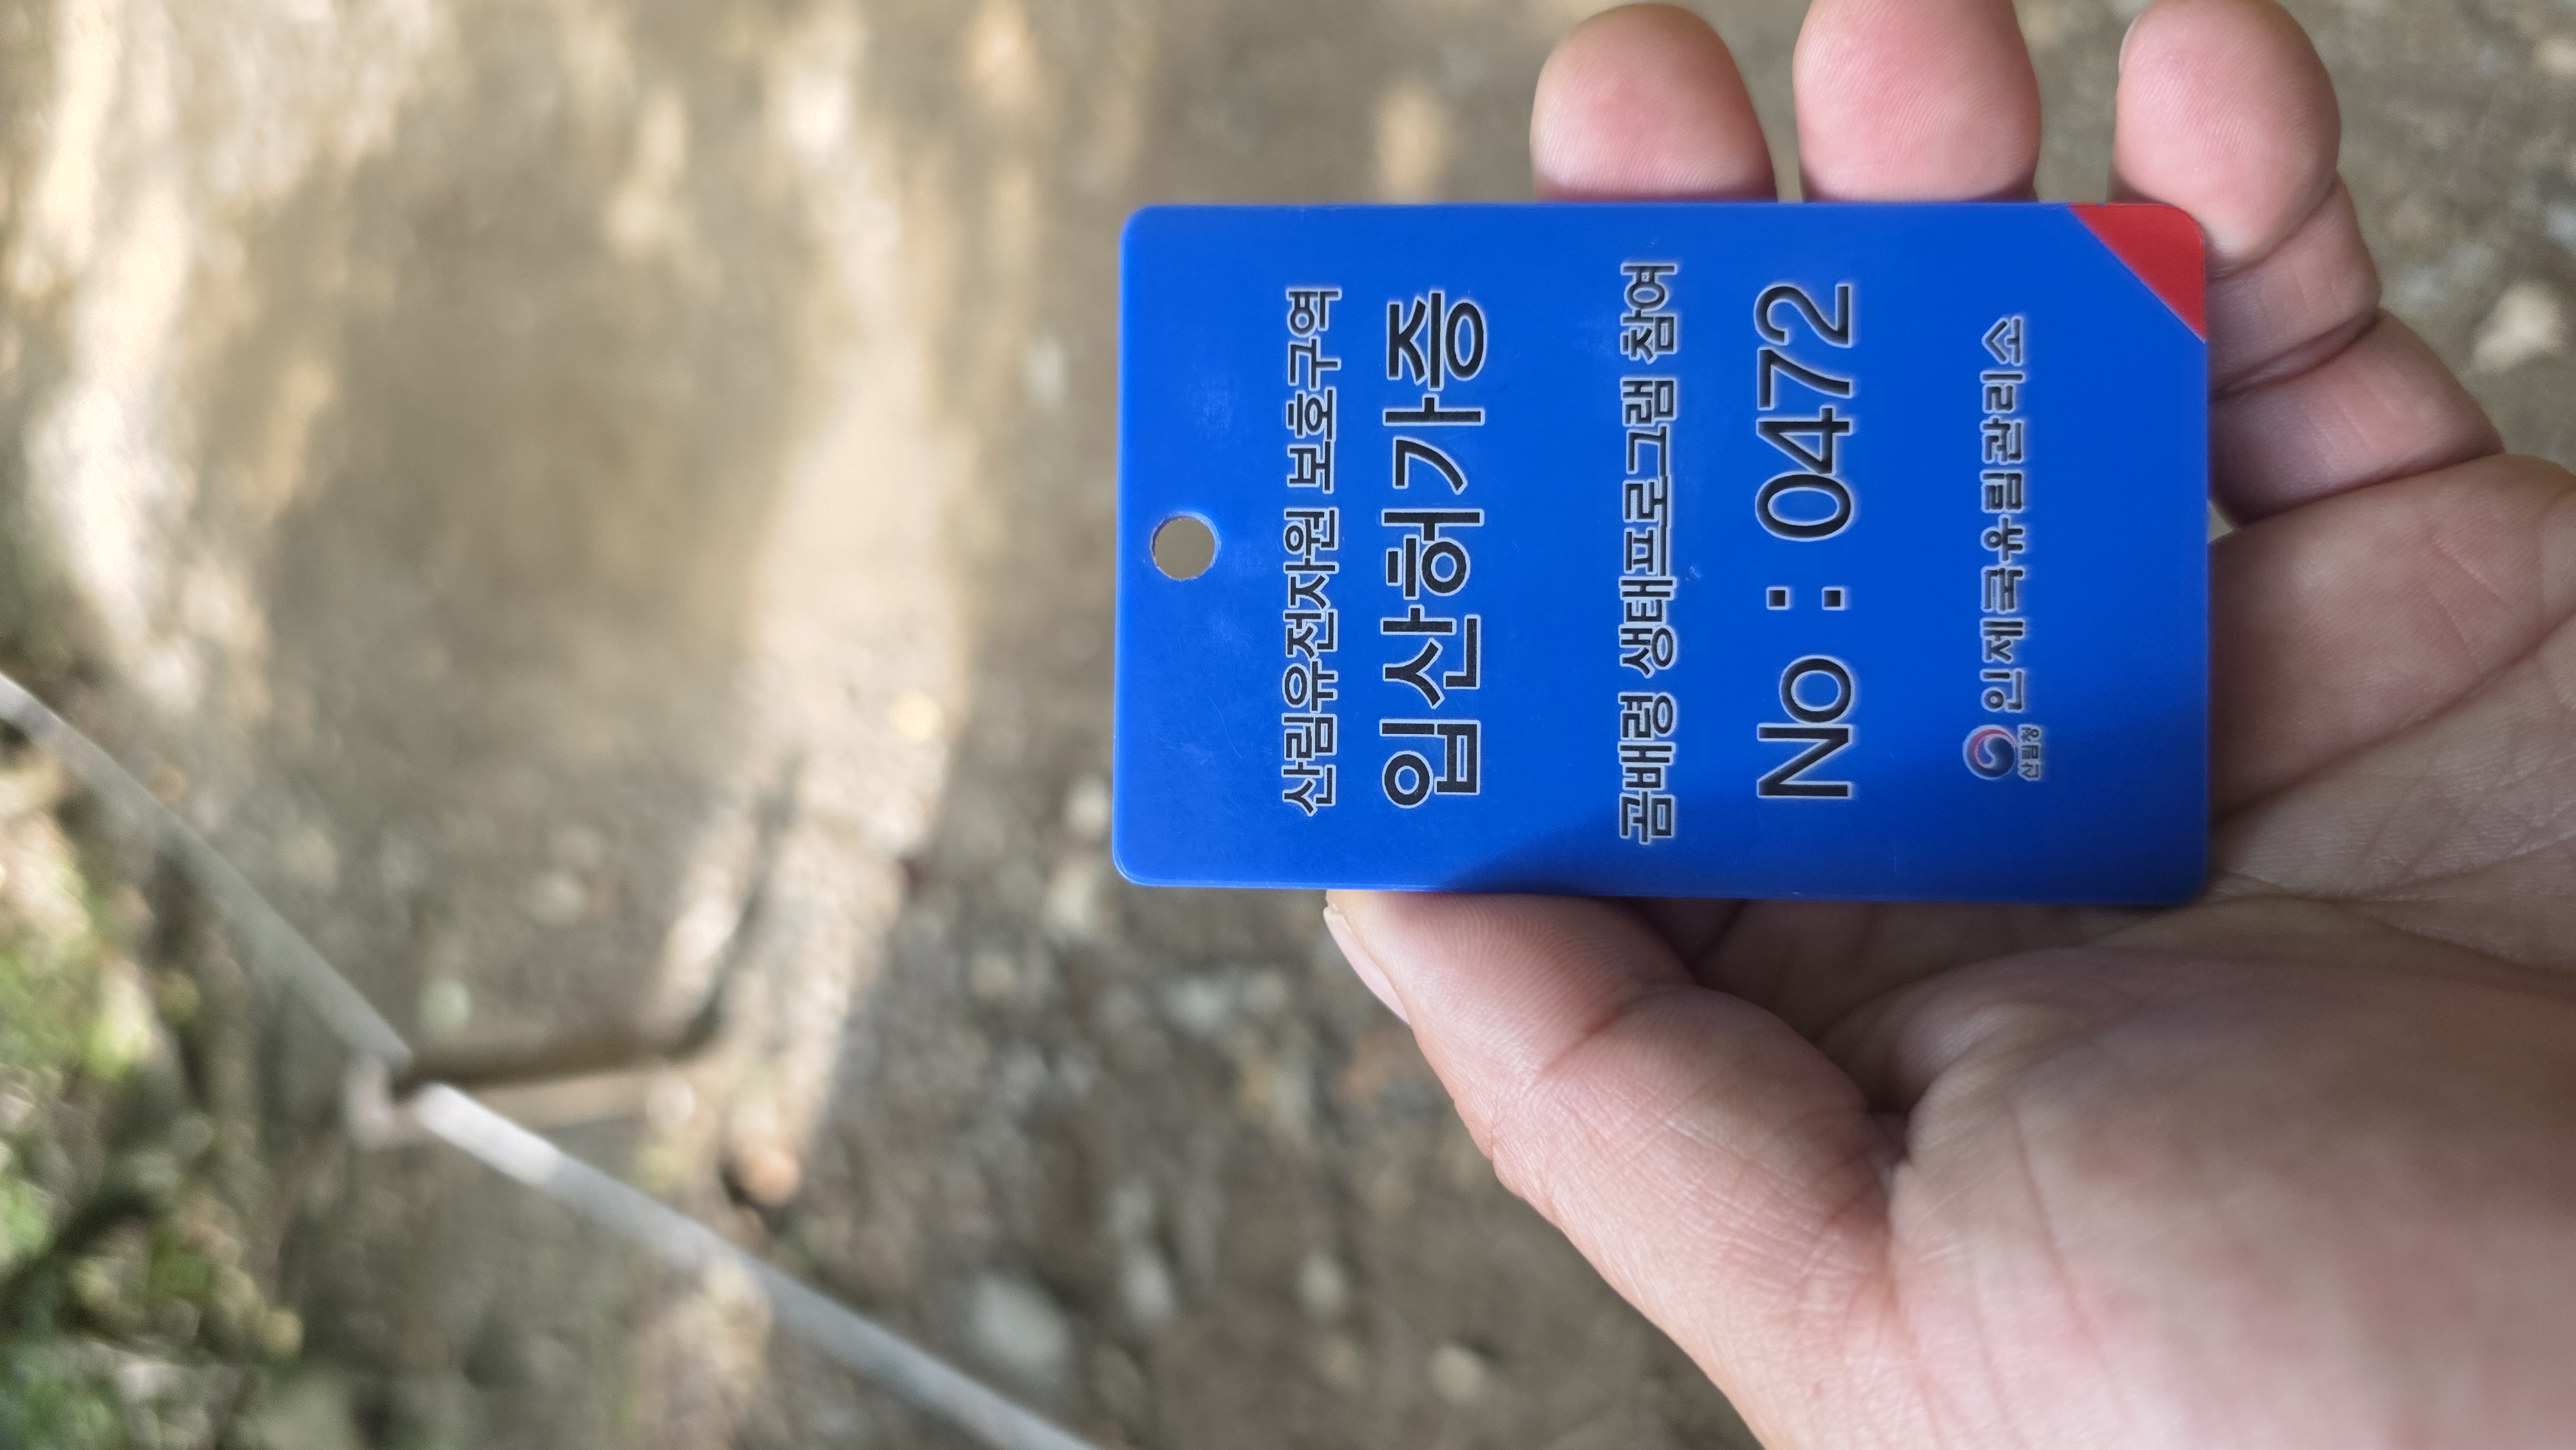 산림유전자원 보호구역
입산허가증
곰배령 생태프로그램 참여
No : 0472
산림청 인제국유림관리소